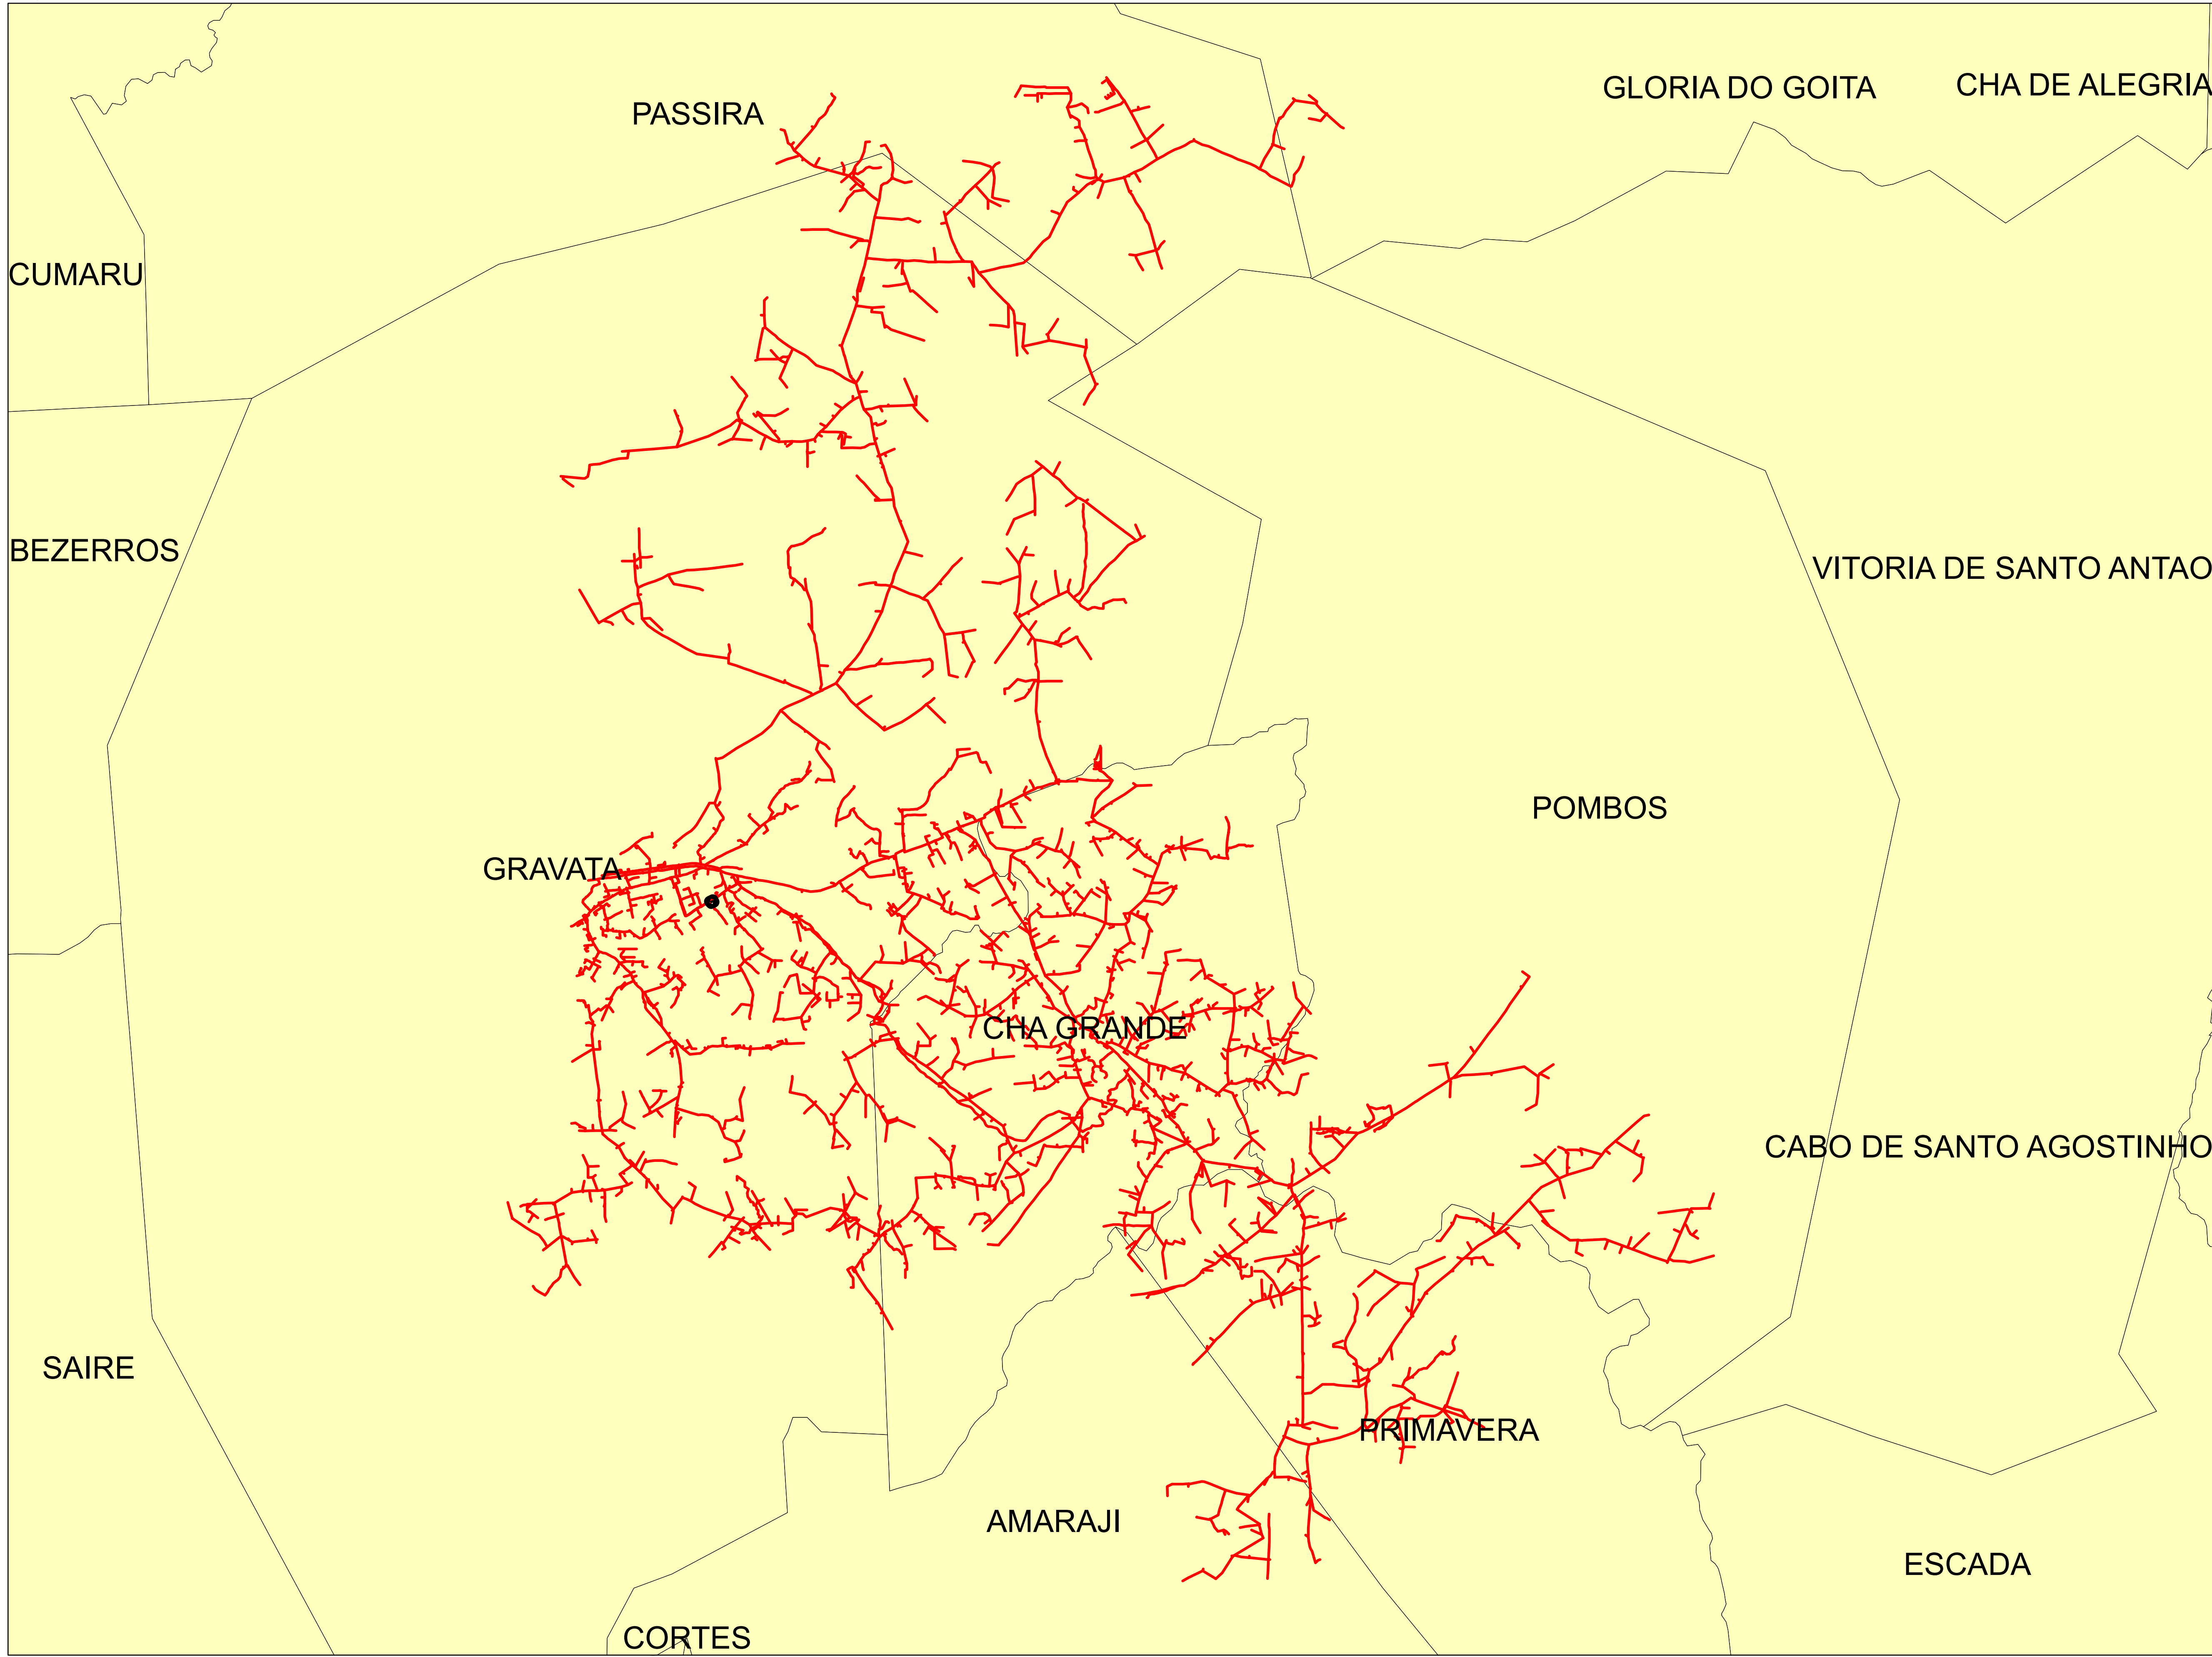 GLORIA DO GOITA
CHA DE ALEGRIA
PASSIRA
CUMARU
BEZERROS
VITORIA DE SANTO ANTAO
POMBOS
GRAVATA
CHA GRANDE
CABO DE SANTO AGOSTINHO
SAIRE
PRIMAVERA
AMARAJI
ESCADA
CORTES